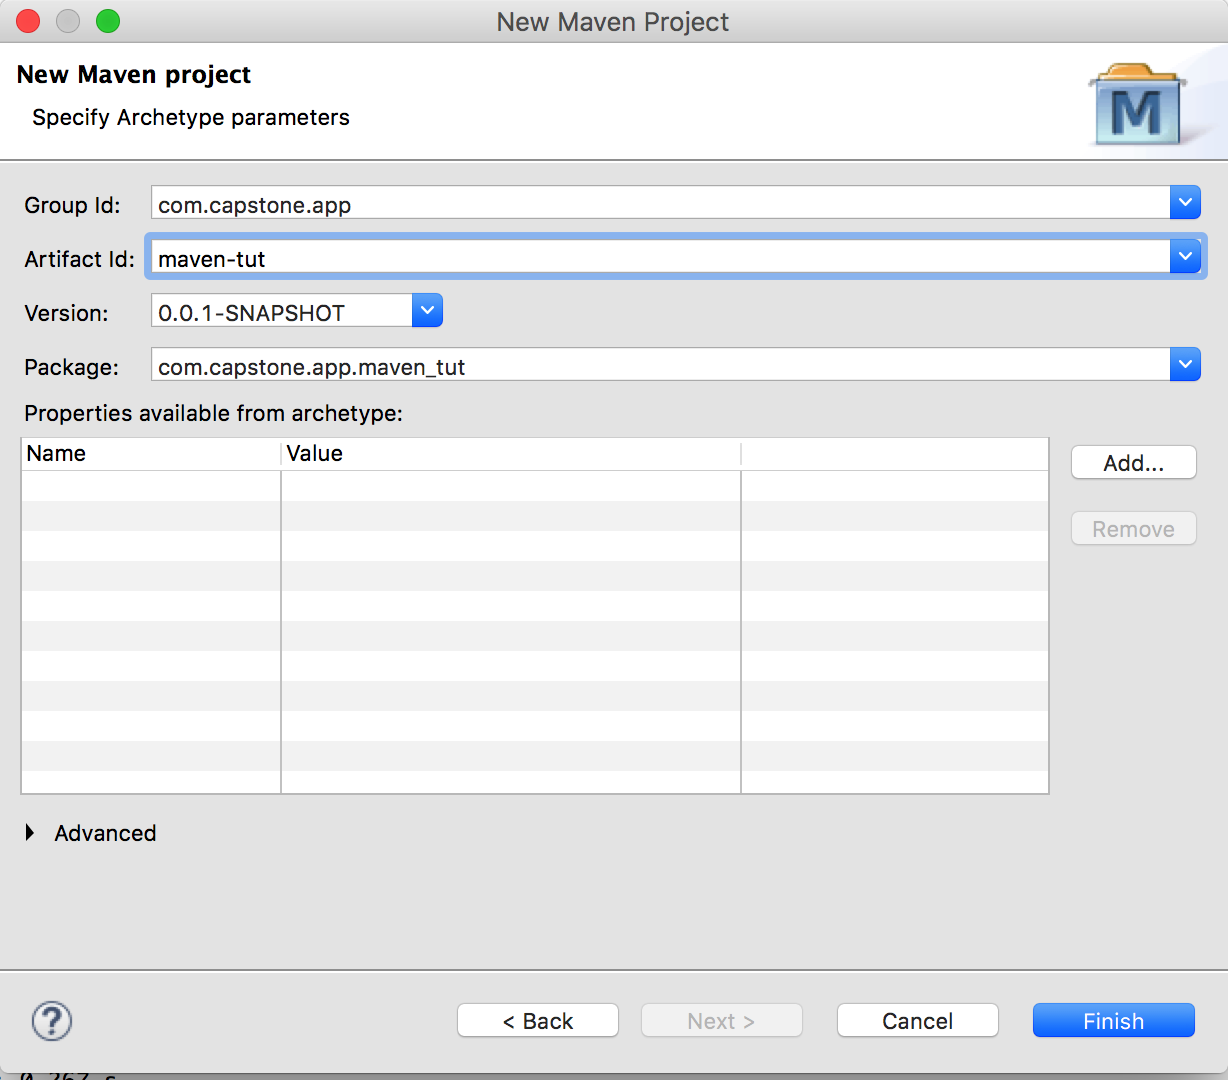 New Maven Project
New Maven project
Specify Archetype parameters
M
Group Id: com.capstone.app
Artifact Id: maven-tut
Version: 0.0.1-SNAPSHOT
Package: com.capstone.app.maven_tut
Properties available from archetype:
Name Value
Add...
Remove
Advanced
? < Back Next > Cancel Finish